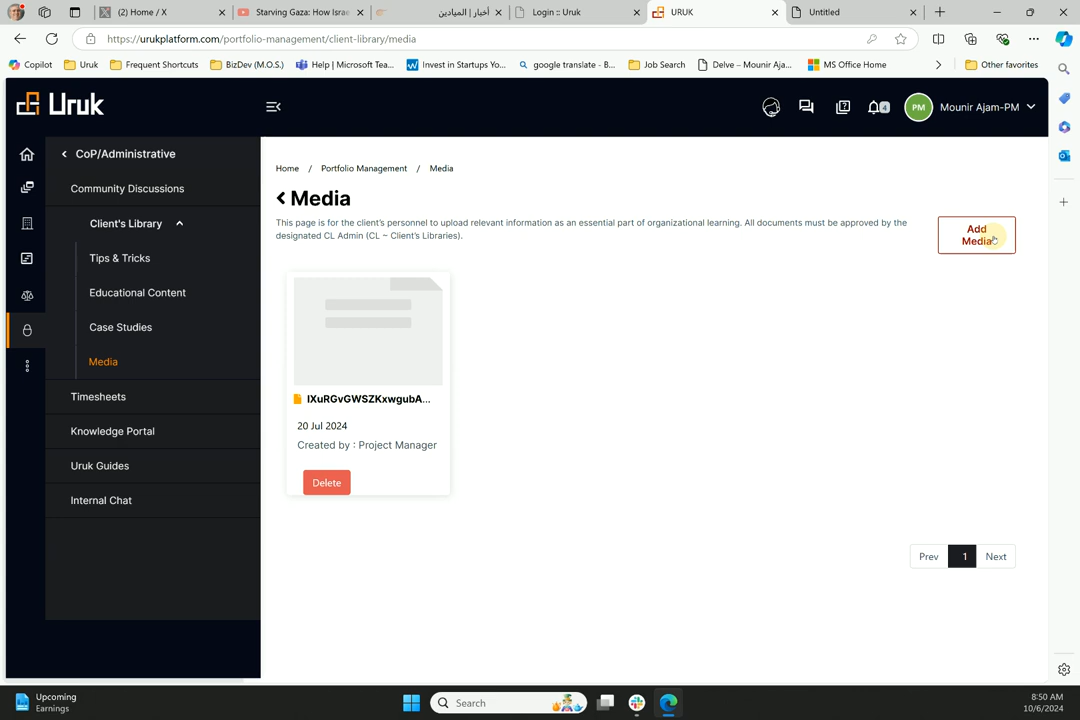 (2) Home / X
Starving Gaza: How Israe
أخبار | الميادين
Login :: Uruk
URUK
Untitled
https://urukplatform.com/portfolio-management/client-library/media
Copilot
Uruk
Frequent Shortcuts
BizDev (M.O.S.)
Help | Microsoft Tea...
Invest in Startups Yo...
google translate - B...
Job Search
Delve – Mounir Aja...
MS Office Home
Other favorites
Uruk
4
PM
Mounir Ajam-PM
CoP/Administrative
Community Discussions
Client's Library
Tips & Tricks
Educational Content
Case Studies
Media
Timesheets
Knowledge Portal
Uruk Guides
Internal Chat
Home / Portfolio Management / Media
Media
This page is for the client's personnel to upload relevant information as an essential part of organizational learning. All documents must be approved by the
designated CL Admin (CL ~ Client's Libraries).
Add
Media
IXuRGvGWSZKxwgubA...
20 Jul 2024
Created by : Project Manager
Delete
Prev
1
Next
Upcoming
Earnings
Search
8:50 AM
10/6/2024